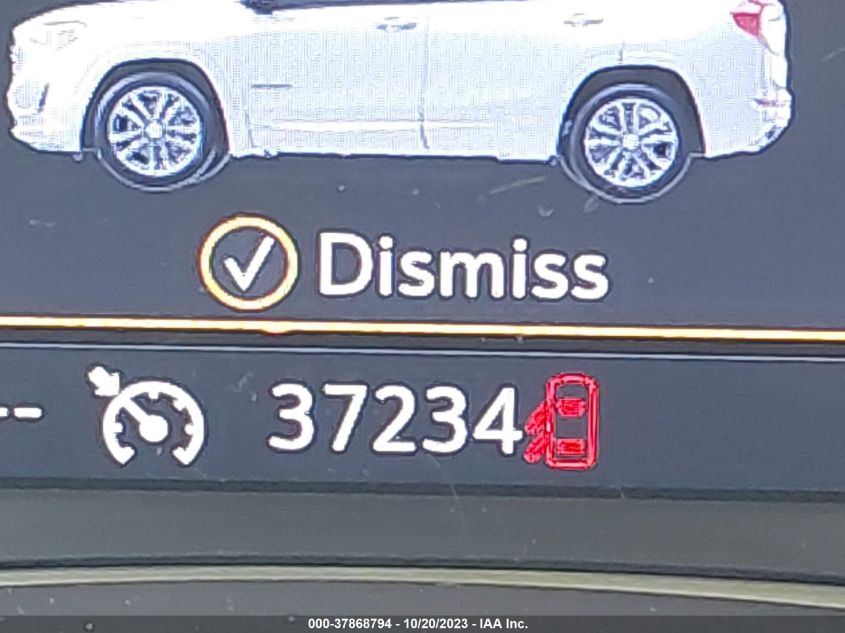 Dismiss
-- 37234
000-37868794 - 10/20/2023 - IAA Inc.